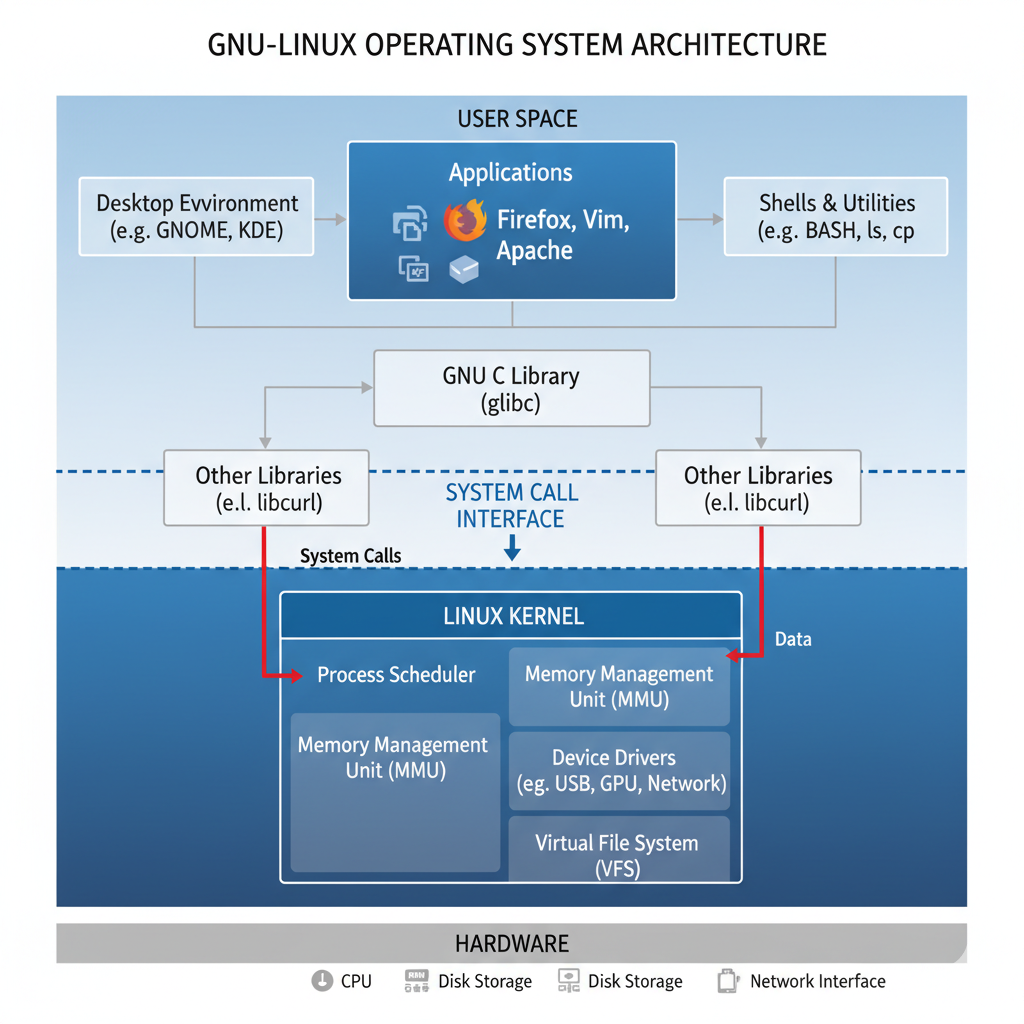 GNU-LINUX OPERATING SYSTEM ARCHITECTURE
USER SPACE
Desktop Evvironment
(e.g. GNOME, KDE)
Applications
Firefox, Vim,
Apache
Shells & Utilities
(e.g. BASH, ls, cp
GNU C Library
(glibc)
Other Libraries
(e.l. libcurl)
SYSTEM CALL
INTERFACE
Other Libraries
(e.l. libcurl)
System Calls
LINUX KERNEL
Data
Process Scheduler
Memory Management
Unit (MMU)
Memory Management
Unit (MMU)
Device Drivers
(eg. USB, GPU, Network)
Virtual File System
(VFS)
HARDWARE
CPU
Disk Storage
Disk Storage
Network Interface